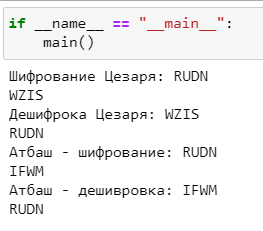 if __name__ == "__main__":
    main()
Шифрование Цезаря: RUDN
WZIS
Дешифрока Цезаря: WZIS
RUDN
Атбаш - шифрование: RUDN
IFWM
Атбаш - дешивровка: IFWM
RUDN